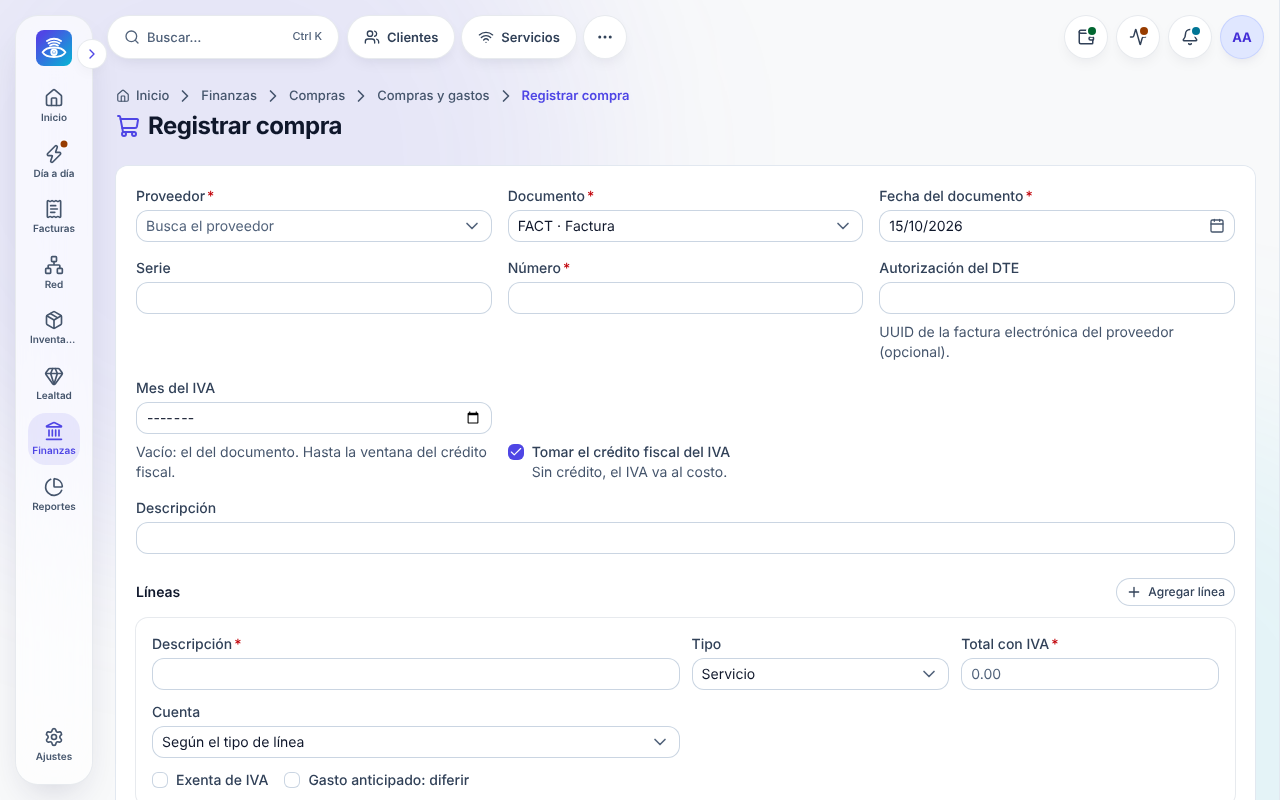 Buscar...
Ctrl K
Clientes
Servicios
AA
Inicio
Finanzas
Compras
Compras y gastos
Registrar compra
Registrar compra
Inicio
Día a día
Facturas
Red
Inventa...
Lealtad
Finanzas
Reportes
Ajustes
Proveedor *
Documento *
Fecha del documento *
Busca el proveedor
FACT · Factura
15/10/2026
Serie
Número *
Autorización del DTE
UUID de la factura electrónica del proveedor
(opcional).
Mes del IVA
-------
Vacío: el del documento. Hasta la ventana del crédito
fiscal.
Tomar el crédito fiscal del IVA
Sin crédito, el IVA va al costo.
Descripción
Líneas
Agregar línea
Descripción *
Tipo
Total con IVA *
Servicio
0.00
Cuenta
Según el tipo de línea
Exenta de IVA
Gasto anticipado: diferir